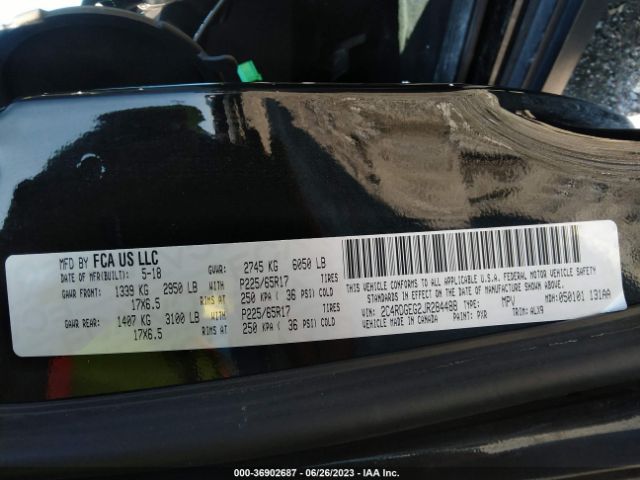 MFD BY FCA US LLC
DATE OF MFR(BUILT): 5-18 GVWR: 2745 KG 6050 LB
GAWR FRONT: 1339 KG 2950 LB WITH P225/65R17 TIRES
17X6.5 RIMS AT 250 KPA ( 36 PSI) COLD
GAWR REAR: 1407 KG 3100 LB WITH P225/65R17 TIRES
17X6.5 RIMS AT 250 KPA ( 36 PSI) COLD
THIS VEHICLE CONFORMS TO ALL APPLICABLE U.S.A. FEDERAL MOTOR VEHICLE SAFETY
STANDARDS IN EFFECT ON THE DATE OF MANUFACTURE SHOWN ABOVE.
VIN: 2C4RDGEG2JR284488 TYPE: MPV MDH: 050101 131AA
VEHICLE MADE IN CANADA PAINT: PXR TRIM: ALX9
000-36902687 - 06/26/2023 - IAA Inc.